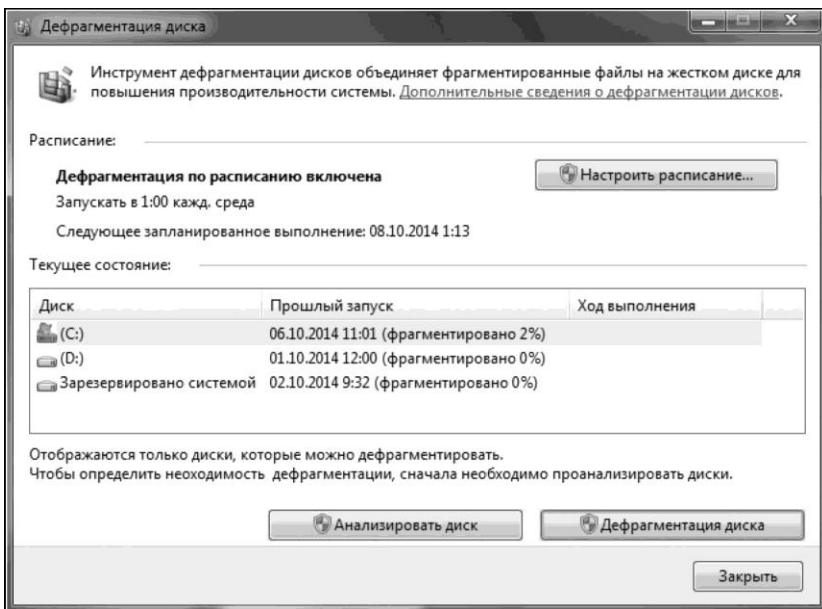 Дефрагментация диска
Инструмент дефрагментации дисков объединяет фрагментированные файлы на жестком диске для
повышения производительности системы. Дополнительные сведения о дефрагментации дисков.
Расписание:
Дефрагментация по расписанию включена
Настроить расписание...
Запускать в 1:00 кажд. среда
Следующее запланированное выполнение: 08.10.2014 1:13
Текущее состояние:
Диск Прошлый запуск Ход выполнения
(C:) 06.10.2014 11:01 (фрагментировано 2%)
(D:) 01.10.2014 12:00 (фрагментировано 0%)
Зарезервировано системой 02.10.2014 9:32 (фрагментировано 0%)
Отображаются только диски, которые можно дефрагментировать.
Чтобы определить неоходимость дефрагментации, сначала необходимо проанализировать диски.
Анализировать диск Дефрагментация диска
Закрыть